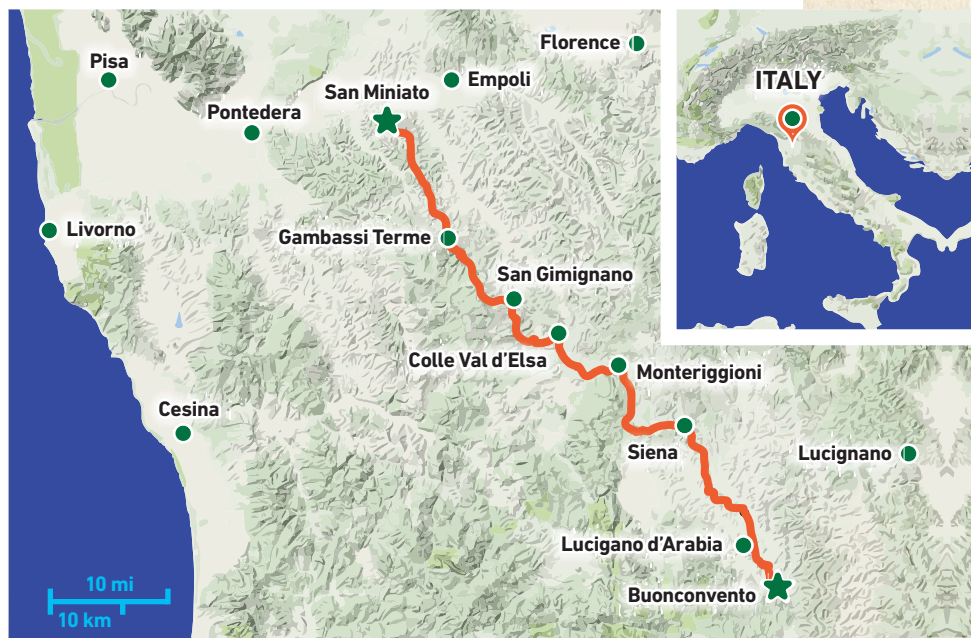 Florence
ITALY
Pisa
Empoli
San Miniato
Pontedera
Livorno
Gambassi Terme
San Gimignano
Colle Val d'Elsa
Monteriggioni
Cesina
Siena
Lucignano
Lucigano d'Arabia
10 mi
Buonconvento
10 km